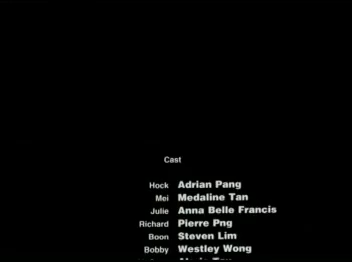 Cast
Hock Adrian Pang
Mei Medaline Tan
Julie Anna Belle Francis
Richard Pierre Png
Boon Steven Lim
Bobby Westley Wong